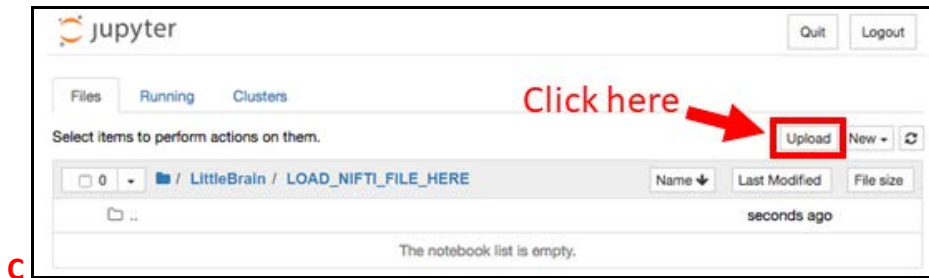 jupyter Quit Logout
Files Running Clusters Click here
Select items to perform actions on them. Upload New
0 / LittleBrain / LOAD_NIFTI_FILE_HERE Name Last Modified File size
.. seconds ago
The notebook list is empty.
C